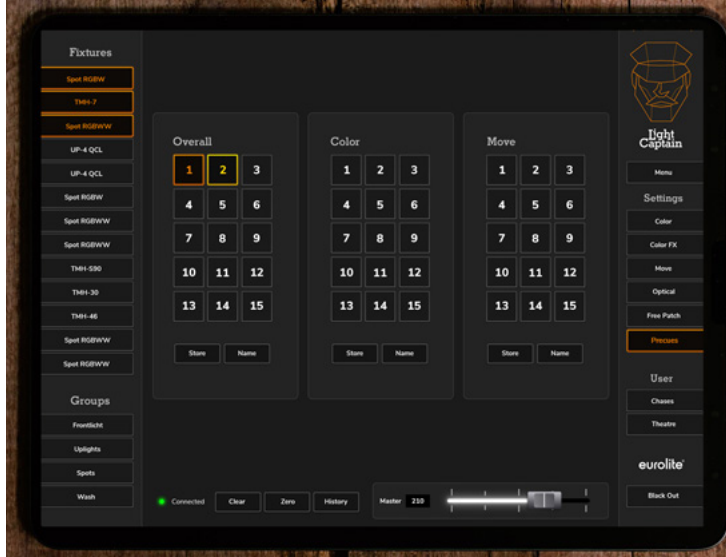 Fixtures
Spot RGBW
TMH-7
Spot RGBWW
UP-4 QCL
UP-4 QCL
Spot RGBW
Spot RGBWW
Spot RGBWW
TMH-S90
TMH-30
TMH-46
Spot RGBWW
Spot RGBWW
Groups
Frontlicht
Uplights
Spots
Wash
Overall
1 2 3
4 5 6
7 8 9
10 11 12
13 14 15
Store Name
Color
1 2 3
4 5 6
7 8 9
10 11 12
13 14 15
Store Name
Move
1 2 3
4 5 6
7 8 9
10 11 12
13 14 15
Store Name
Connected Clear Zero History Master 210
Light
Captain
Menu
Settings
Color
Color FX
Move
Optical
Free Patch
Precues
User
Chases
Theatre
eurolite
Black Out